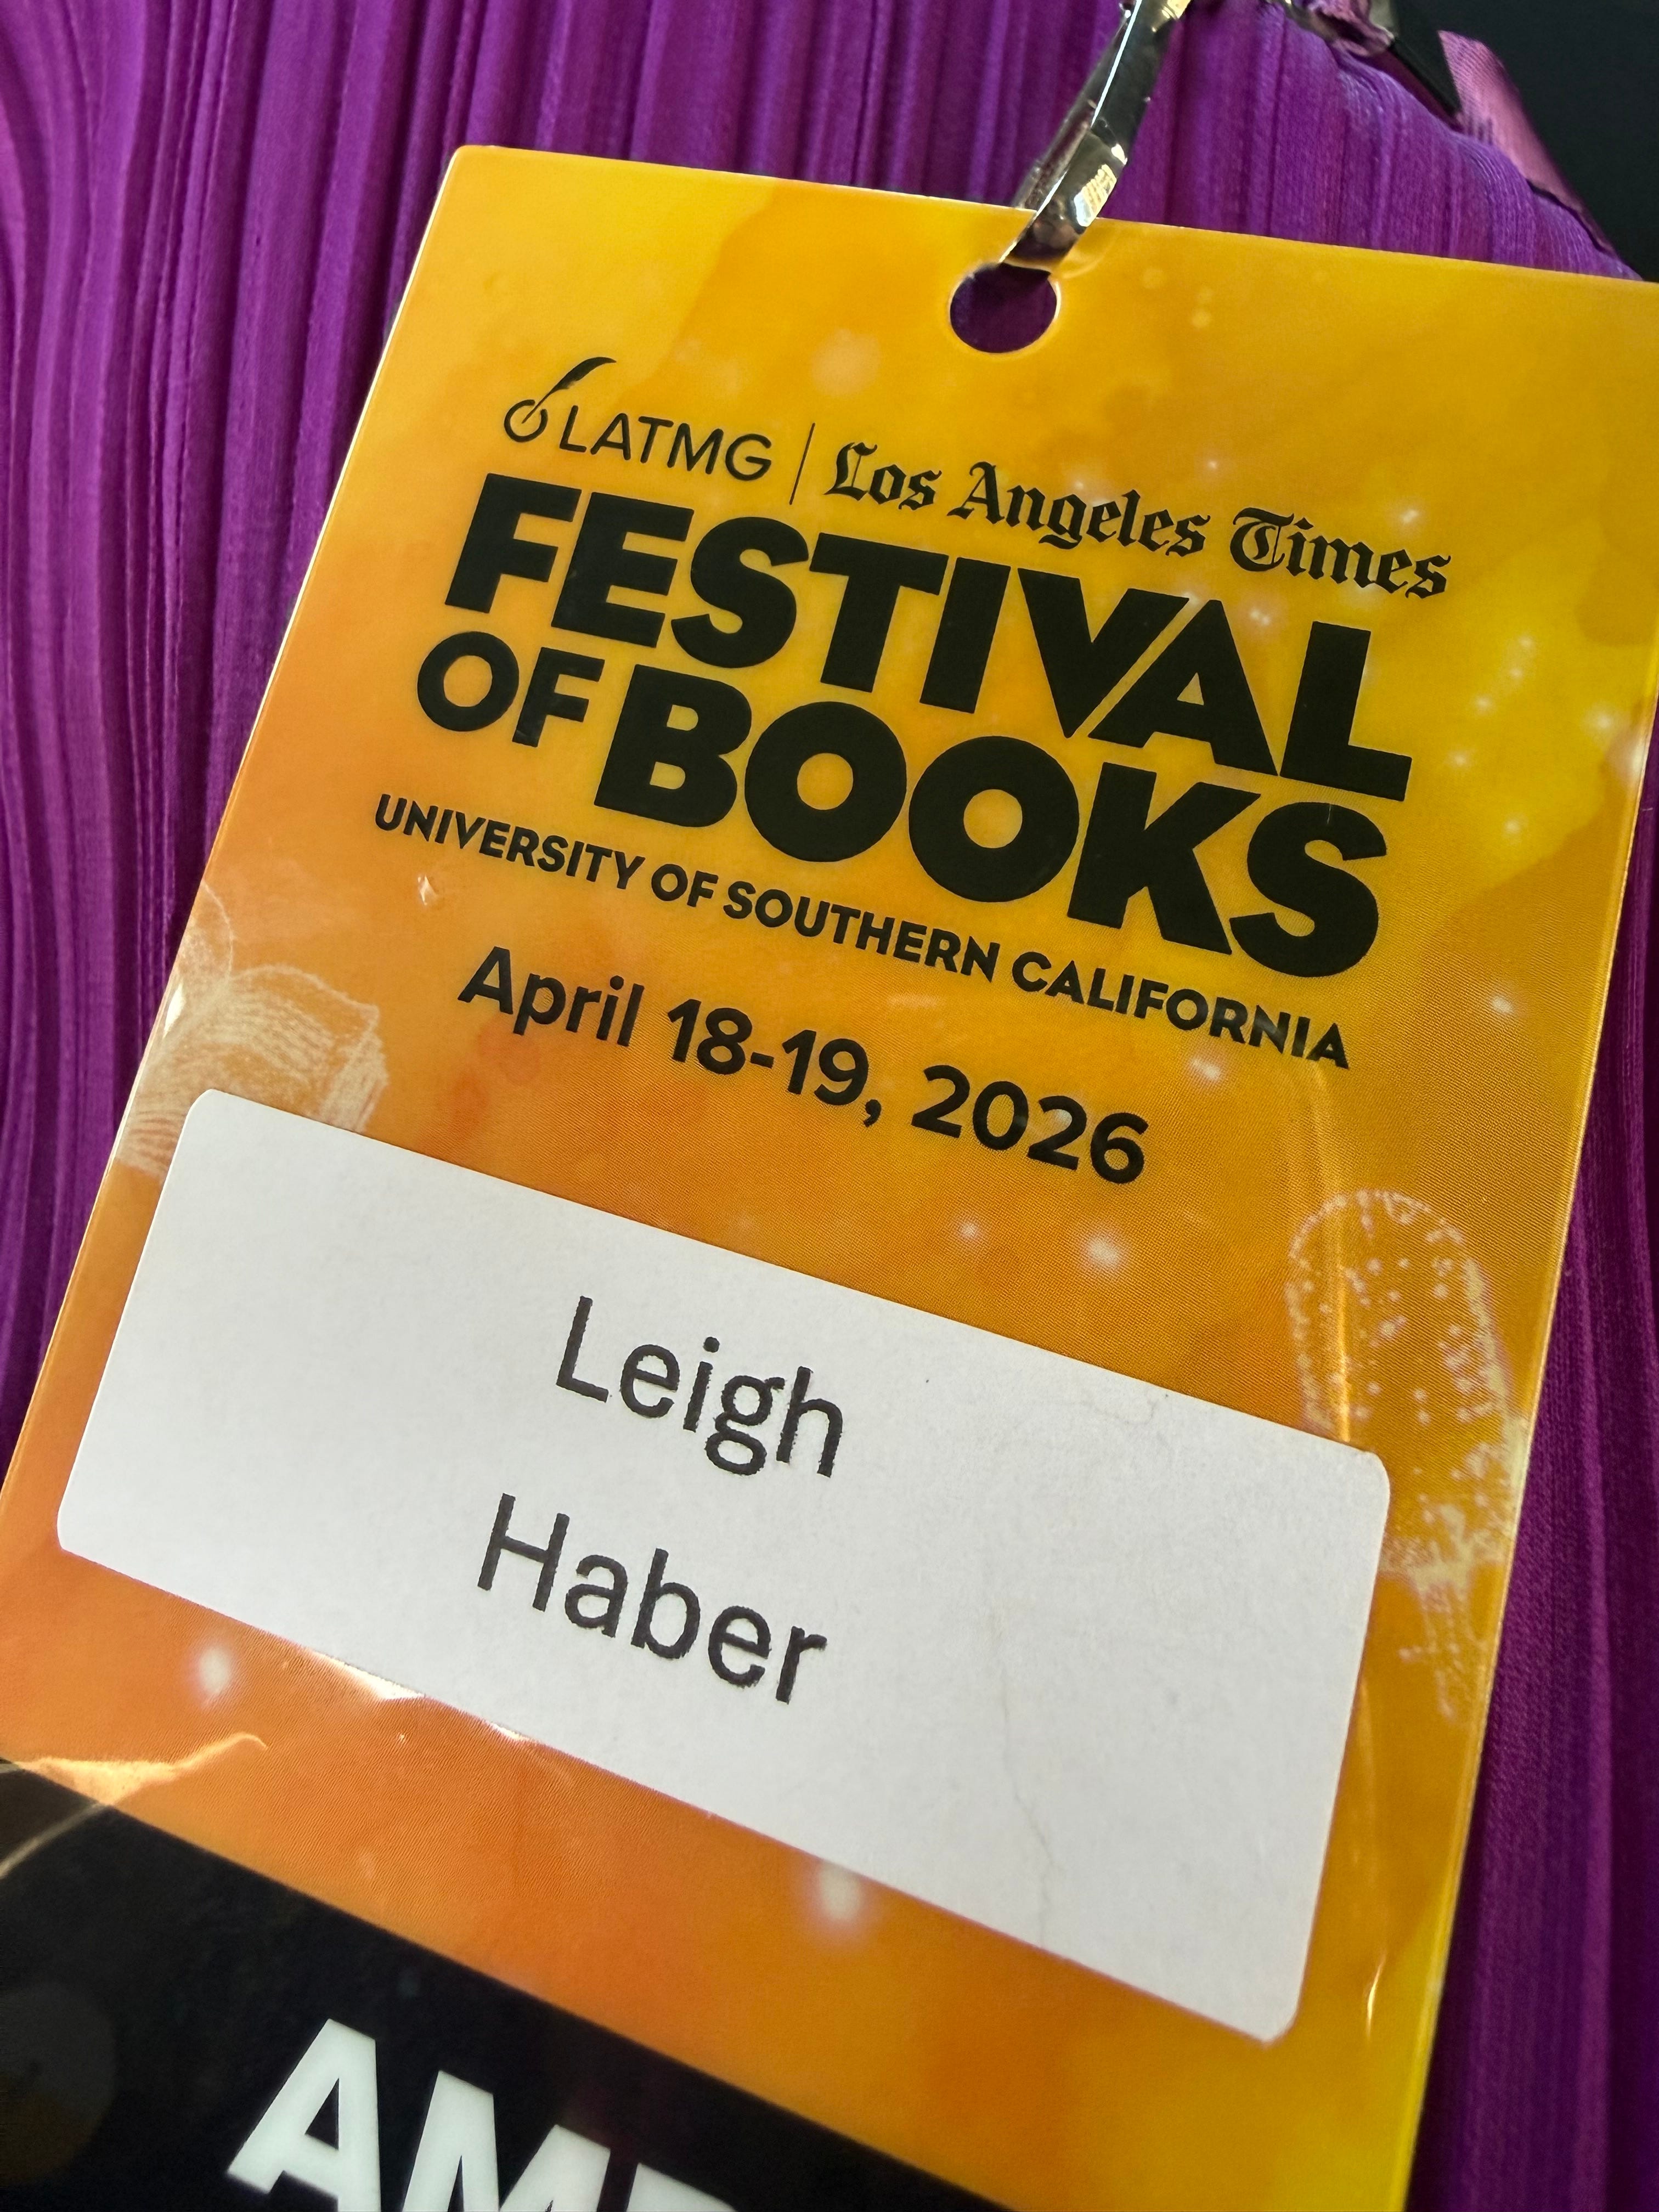 LATMG | Los Angeles Times
FESTIVAL
OF BOOKS
UNIVERSITY OF SOUTHERN CALIFORNIA
April 18-19, 2026
Leigh
Haber